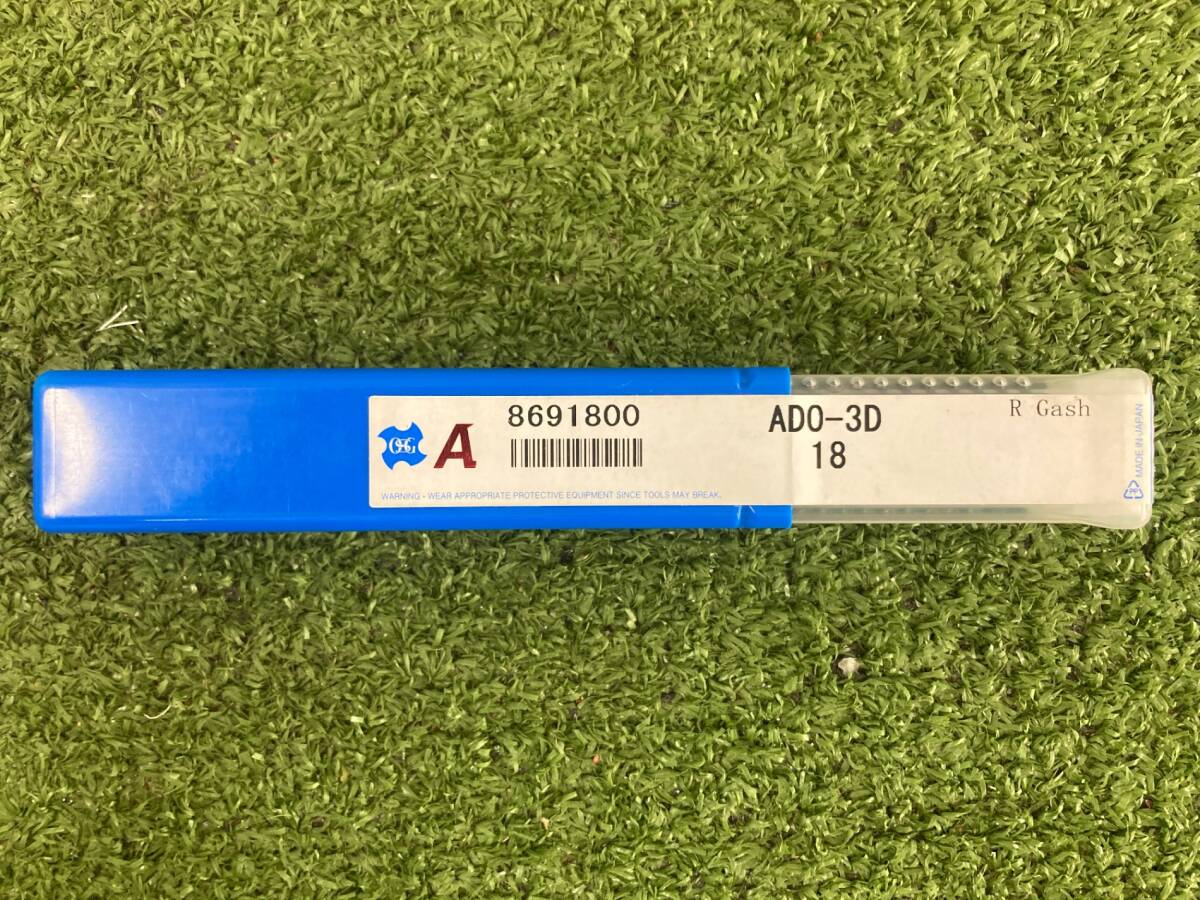 OSG A 8691800 ADO-3D R Gash
18
WARNING - WEAR APPROPRIATE PROTECTIVE EQUIPMENT SINCE TOOLS MAY BREAK.
MADE IN JAPAN